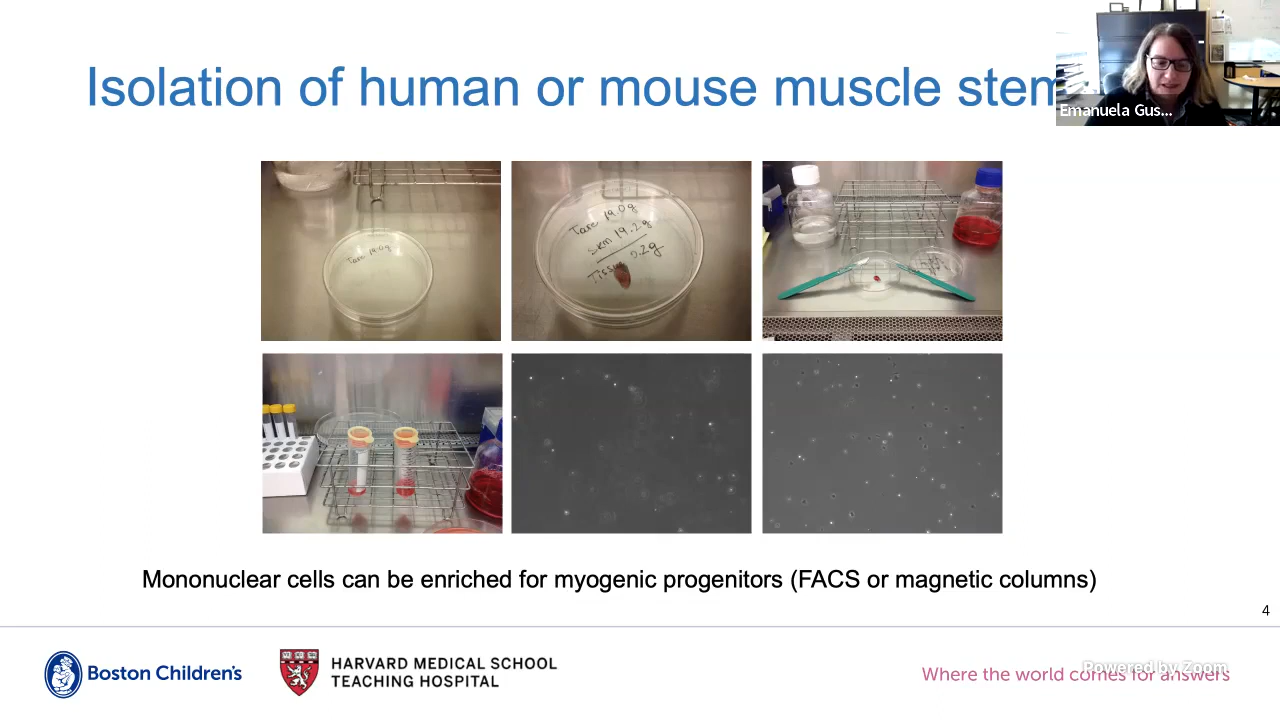 Isolation of human or mouse muscle stem
Emanuela Gus...
Tare 19.0g
Tare 19.0g
SKM 19.2g
Tissue 0.2g
Mononuclear cells can be enriched for myogenic progenitors (FACS or magnetic columns)
4
Boston Children's
HARVARD MEDICAL SCHOOL
TEACHING HOSPITAL
Where the world comes for answers
Powered by Zoom